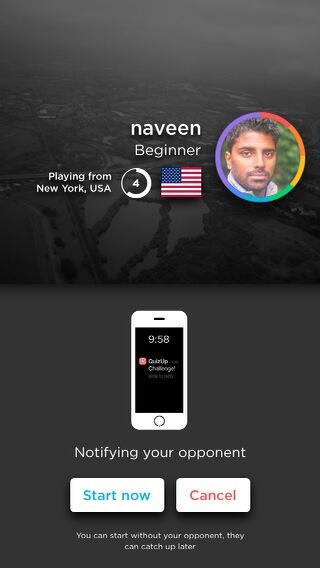 naveen
Beginner
Playing from
New York, USA
4
9:58
QuizUp now
Challenge!
slide to reply
Notifying your opponent
Start now
Cancel
You can start without your opponent, they
can catch up later